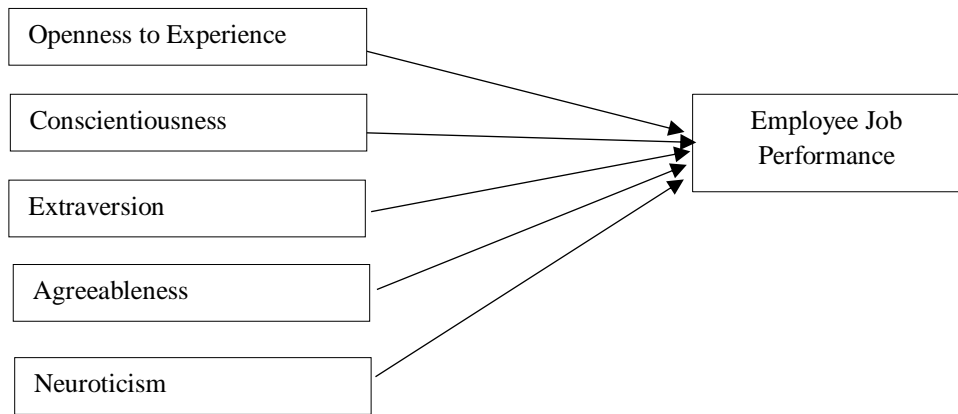 Openness to Experience
Conscientiousness
Extraversion
Agreeableness
Neuroticism
Employee Job
Performance